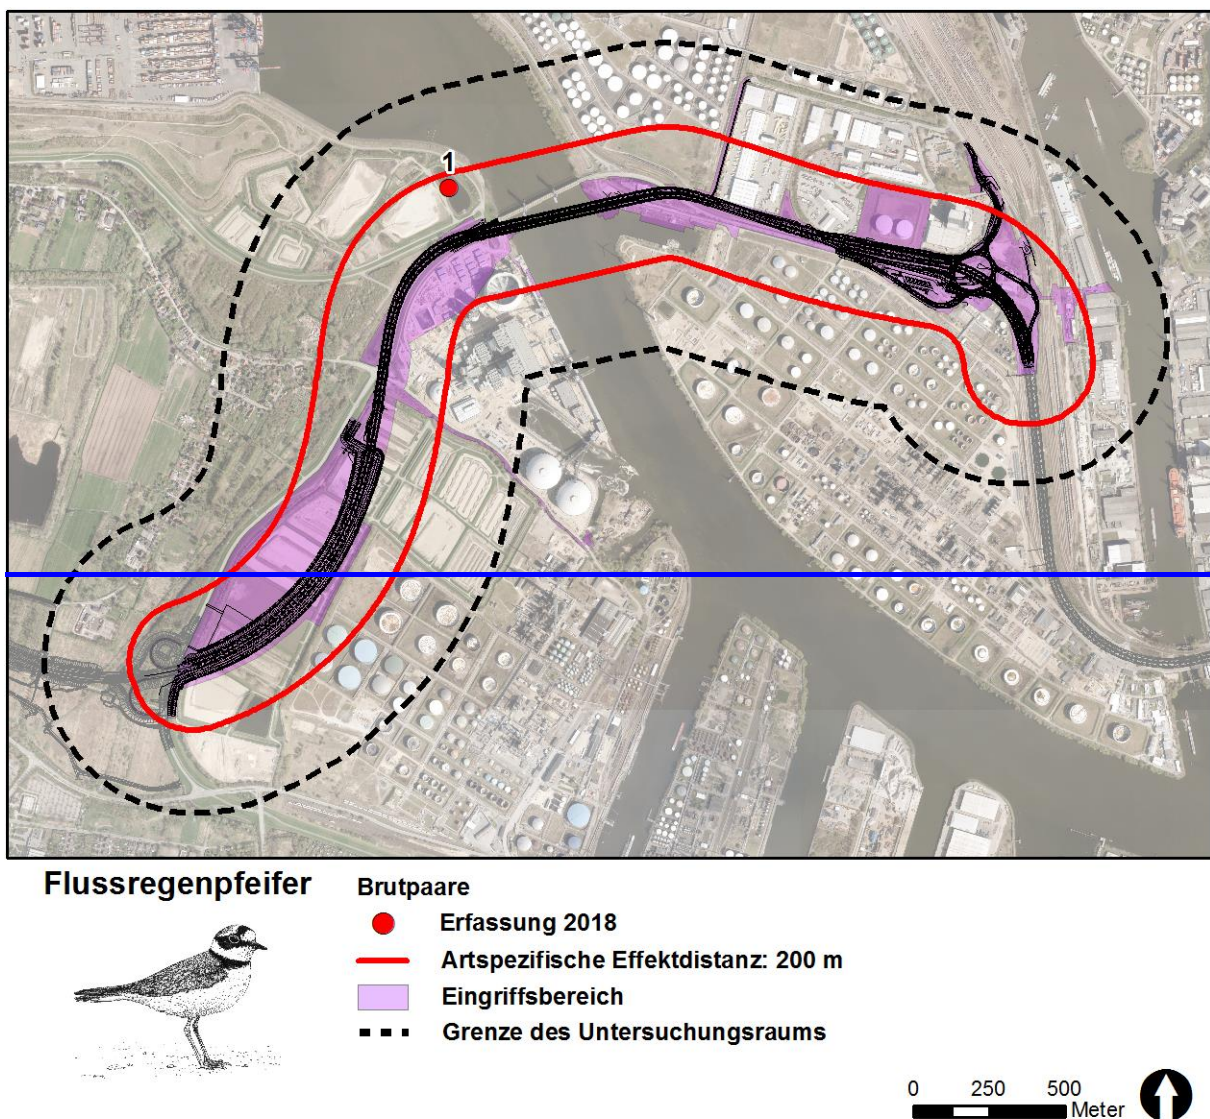 1
Flussregenpfeifer
Brutpaare
Erfassung 2018
Artspezifische Effektdistanz: 200 m
Eingriffsbereich
Grenze des Untersuchungsraums
0 250 500
Meter